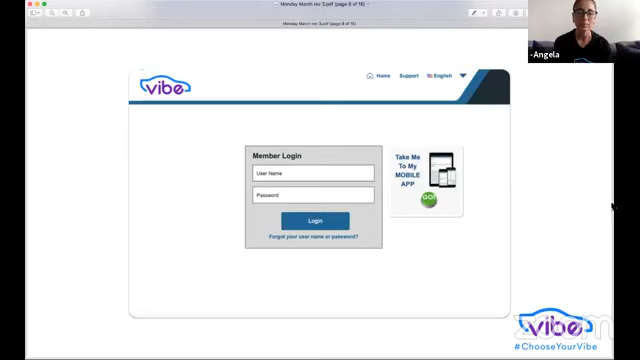 Monday March rev 3.pdf (page 8 of 15)
Monday March rev 3.pdf (page 8 of 15)
-Angela
vibe
Home
Support
English
Member Login
User Name
Password
Login
Forgot your user name or password?
Take Me
To My
MOBILE
APP
GO!
zoom
vibe
#ChooseYourVibe